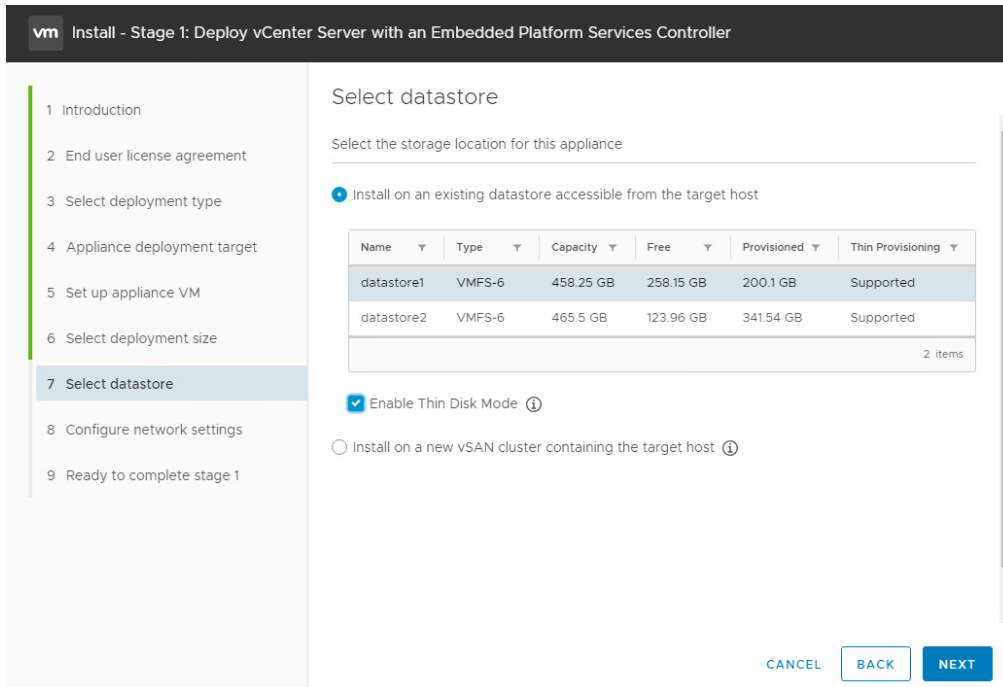 vm Install - Stage 1: Deploy vCenter Server with an Embedded Platform Services Controller
1 Introduction
2 End user license agreement
3 Select deployment type
4 Appliance deployment target
5 Set up appliance VM
6 Select deployment size
7 Select datastore
8 Configure network settings
9 Ready to complete stage 1
Select datastore
Select the storage location for this appliance
Install on an existing datastore accessible from the target host
Name Type Capacity Free Provisioned Thin Provisioning
datastore1 VMFS-6 458.25 GB 258.15 GB 200.1 GB Supported
datastore2 VMFS-6 465.5 GB 123.96 GB 341.54 GB Supported
2 items
Enable Thin Disk Mode
Install on a new vSAN cluster containing the target host
CANCEL BACK NEXT